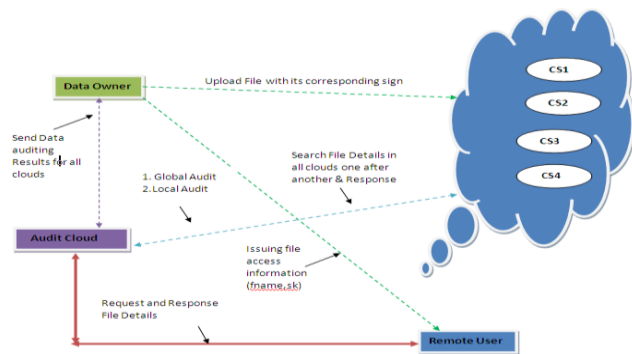 CS1
Data Owner
Upload File with its corresponding sign
CS2
Send Data
auditing
Results for all
clouds
CS3
Search File Details in
all clouds one after
another & Response
1. Global Audit
2.Local Audit
CS4
Audit Cloud
Issuing file
access
information
(fname,sk)
Request and Response
File Details
Remote User